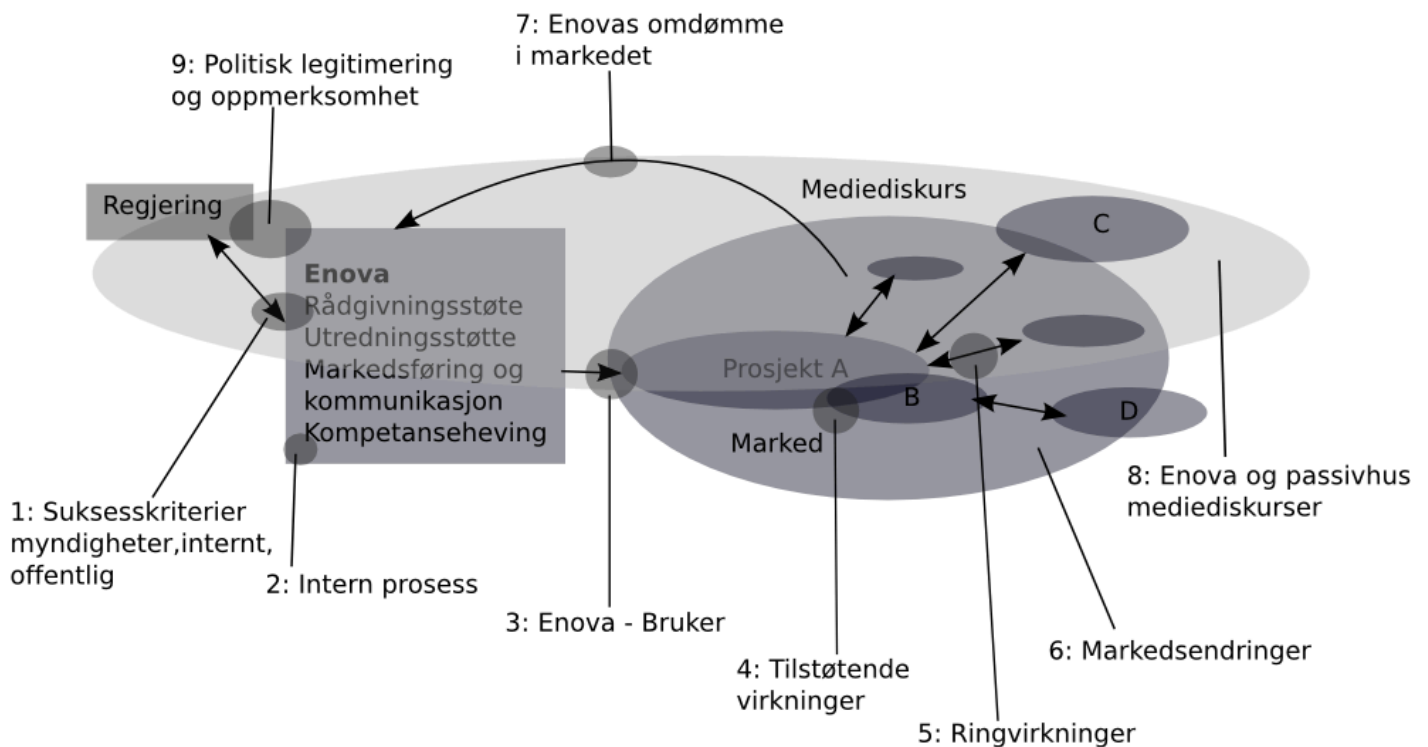 7: Enovas omdømme
i markedet
9: Politisk legitimering
og oppmerksomhet
Mediediskurs
Regjering
C
Enova
Rådgivningsstøte
Utredningsstøtte
Markedsføring og
kommunikasjon
Kompetanseheving
Prosjekt A
B
D
Marked
8: Enova og passivhus
mediediskurser
1: Suksesskriterier
myndigheter,internt,
offentlig
2: Intern prosess
3: Enova - Bruker
6: Markedsendringer
4: Tilstøtende
virkninger
5: Ringvirkninger